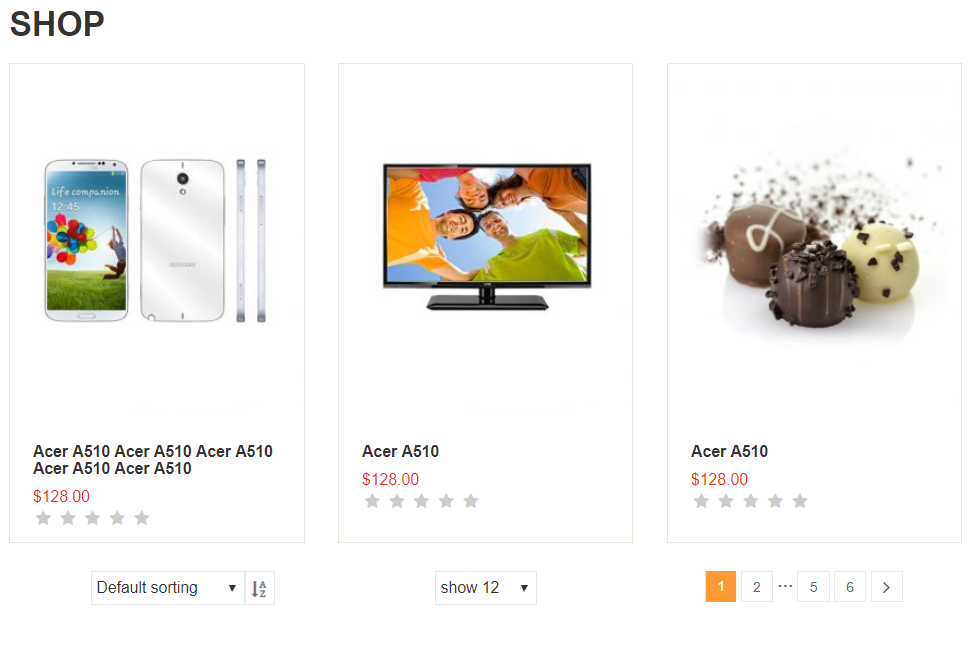 SHOP
Life companion
12:45
SAMSUNG
Acer A510 Acer A510 Acer A510
Acer A510 Acer A510
$128.00
Acer A510
$128.00
Acer A510
$128.00
Default sorting
A
Z
show 12
1 2 ... 5 6